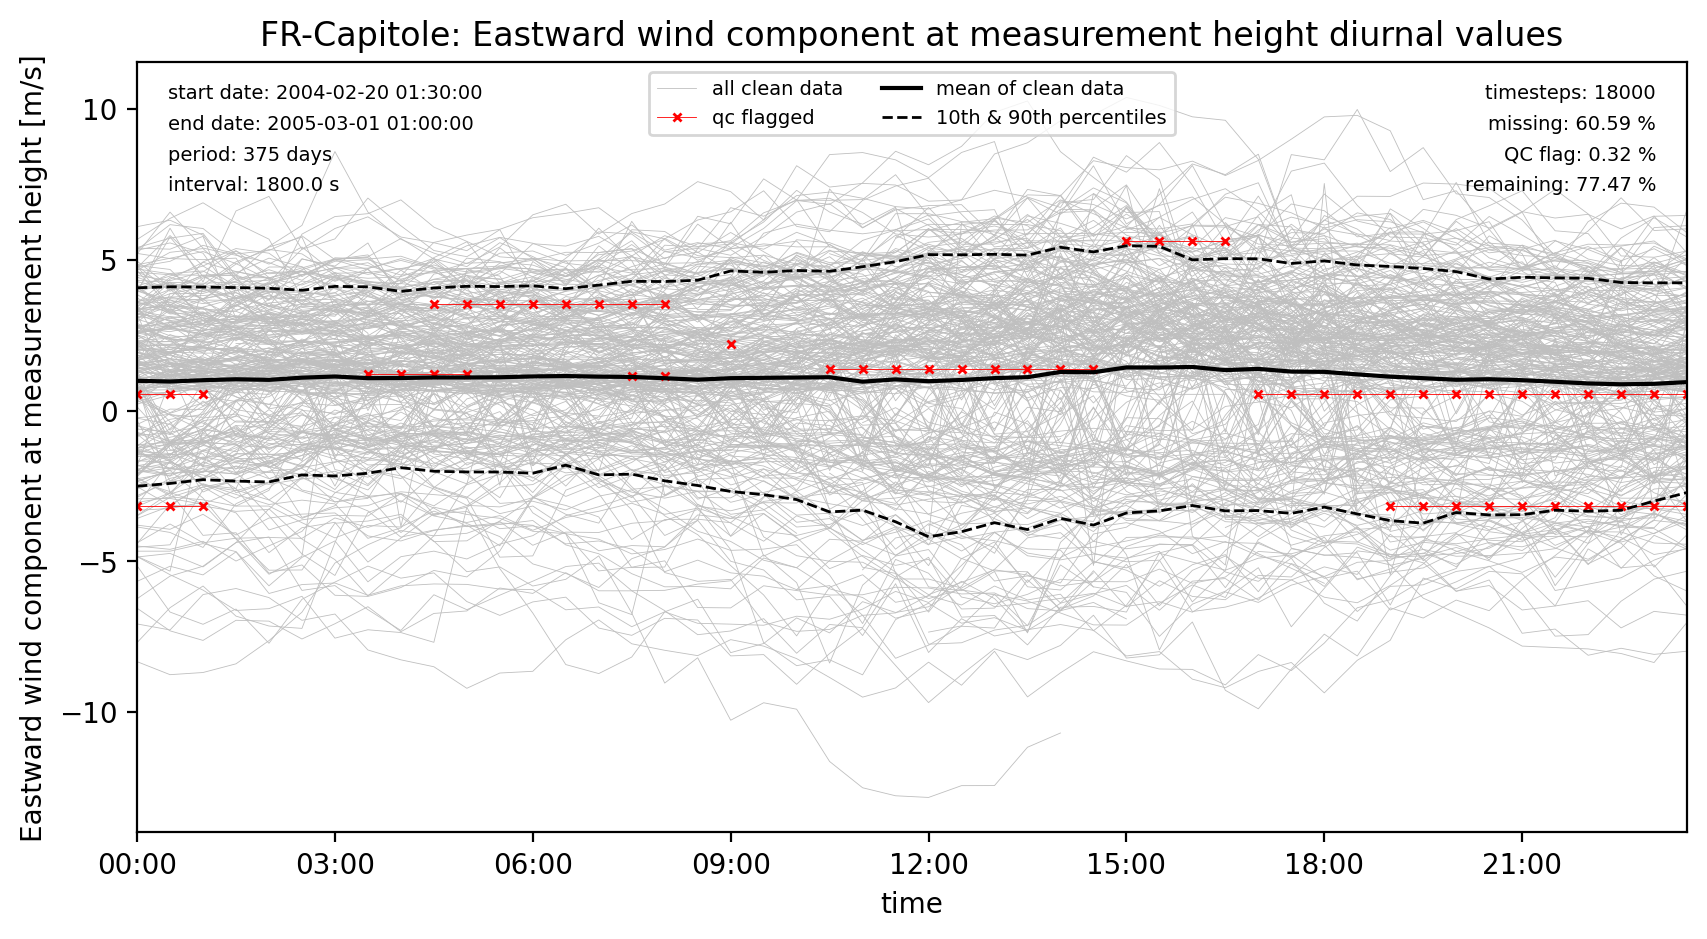 FR-Capitole: Eastward wind component at measurement height diurnal values
Eastward wind component at measurement height [m/s]
start date: 2004-02-20 01:30:00
end date: 2005-03-01 01:00:00
period: 375 days
interval: 1800.0 s
all clean data
qc flagged
mean of clean data
10th & 90th percentiles
timesteps: 18000
missing: 60.59 %
QC flag: 0.32 %
remaining: 77.47 %
10
5
0
−5
−10
00:00 03:00 06:00 09:00 12:00 15:00 18:00 21:00
time